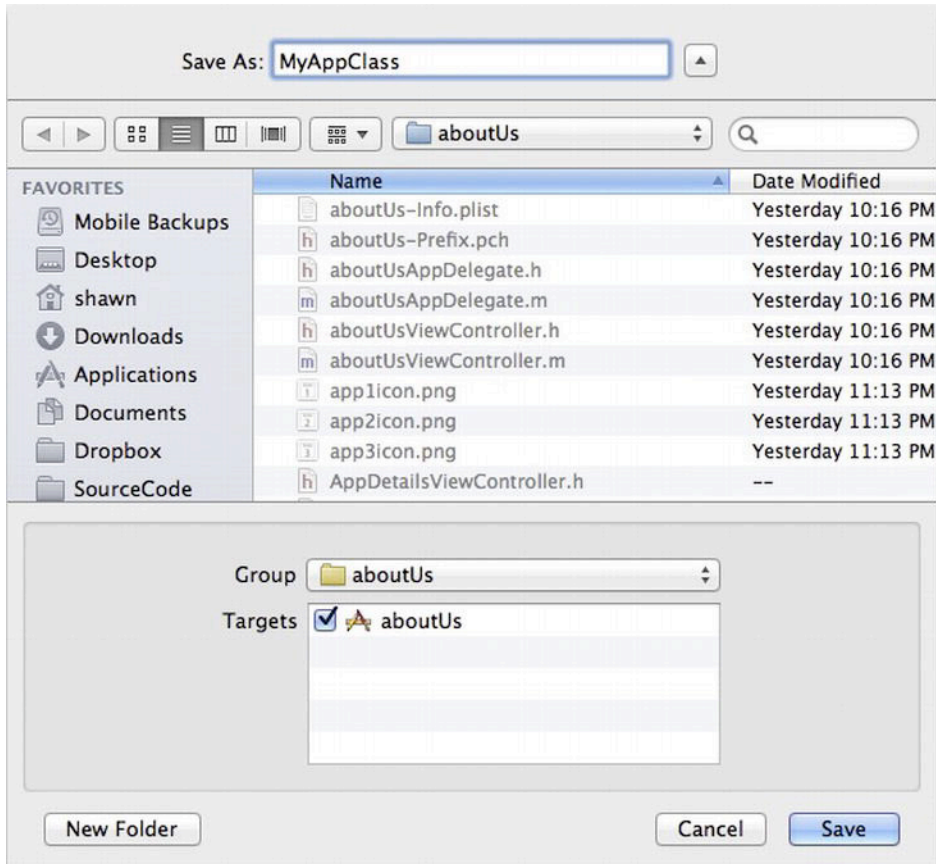 Save As: MyAppClass
aboutUs
FAVORITES
Mobile Backups
Desktop
shawn
Downloads
Applications
Documents
Dropbox
SourceCode
Name Date Modified
aboutUs-Info.plist Yesterday 10:16 PM
aboutUs-Prefix.pch Yesterday 10:16 PM
aboutUsAppDelegate.h Yesterday 10:16 PM
aboutUsAppDelegate.m Yesterday 10:16 PM
aboutUsViewController.h Yesterday 10:16 PM
aboutUsViewController.m Yesterday 10:16 PM
app1icon.png Yesterday 11:13 PM
app2icon.png Yesterday 11:13 PM
app3icon.png Yesterday 11:13 PM
AppDetailsViewController.h --
Group aboutUs
Targets aboutUs
New Folder Cancel Save